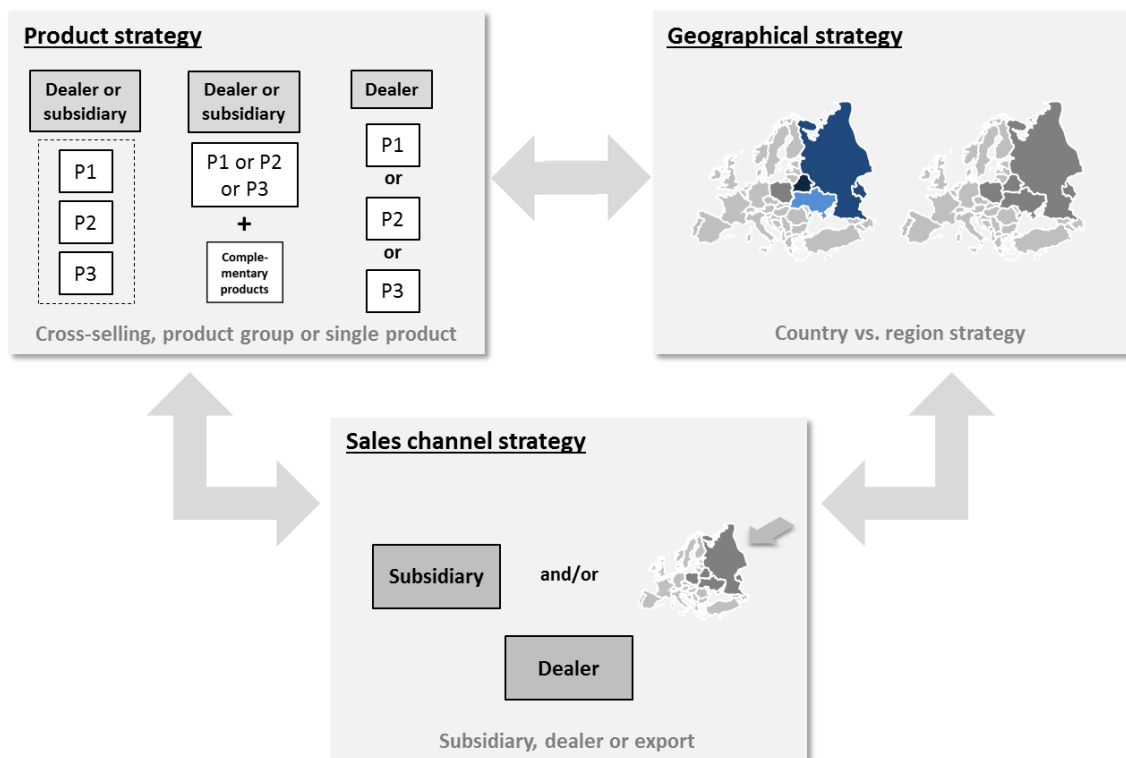 Product strategy
Dealer or
subsidiary
P1
P2
P3
Dealer or
subsidiary
P1 or P2
or P3
+
Comple-
mentary
products
Dealer
P1
or
P2
or
P3
Cross-selling, product group or single product
Geographical strategy
Country vs. region strategy
Sales channel strategy
Subsidiary
and/or
Dealer
Subsidiary, dealer or export